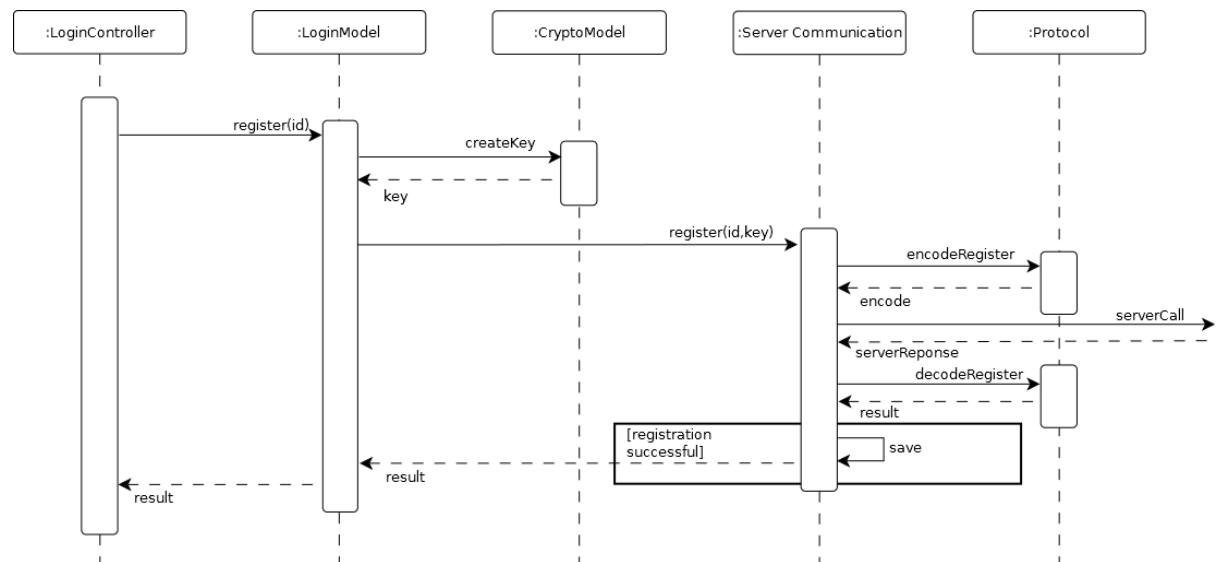 :LoginController
:LoginModel
:CryptoModel
:Server Communication
:Protocol
register(id)
createKey
key
register(id,key)
encodeRegister
encode
serverCall
serverReponse
decodeRegister
result
[registration
successful]
save
result
result